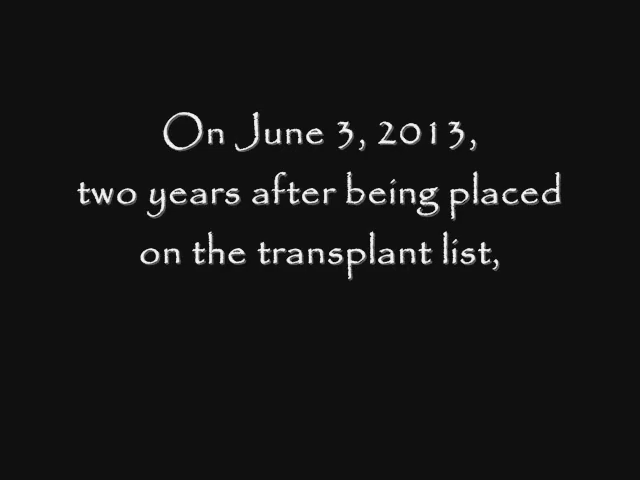 On June 3, 2013,
two years after being placed
on the transplant list,